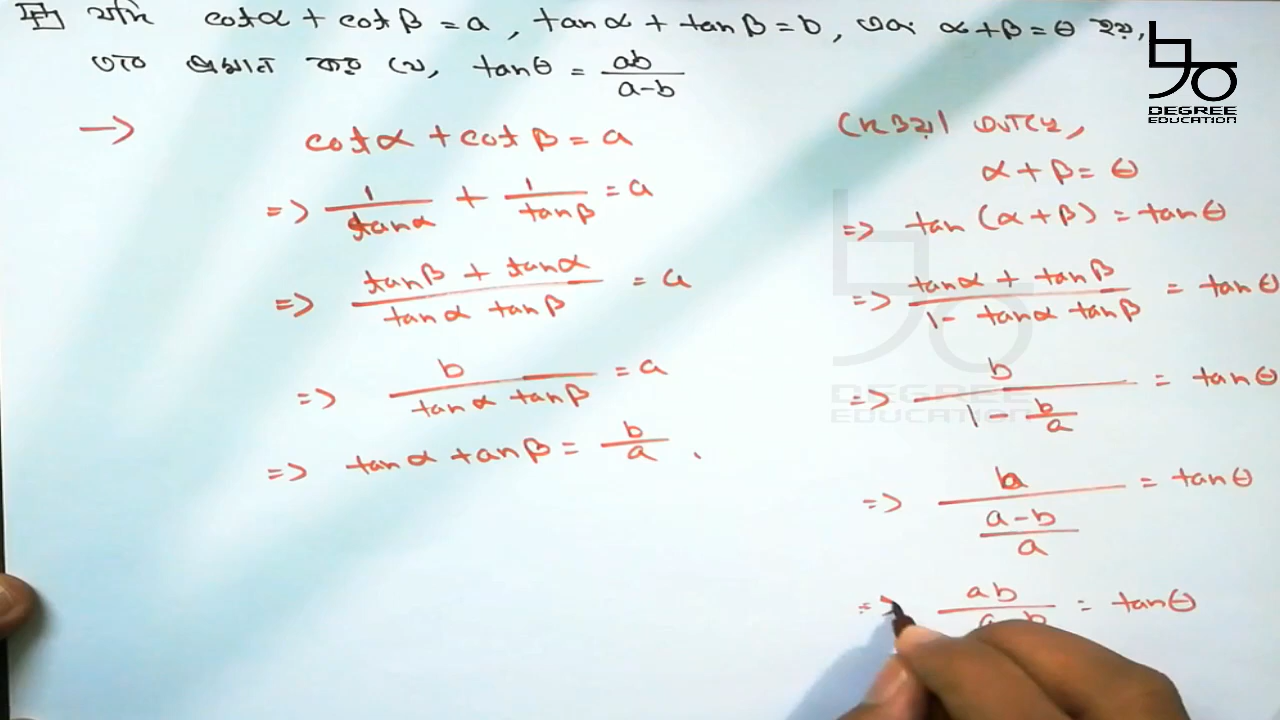 যদি cotα + cotβ = a, tanα + tanβ = b, এবং α+β = θ হয়,
তবে প্রমাণ কর যে, tanθ = ab/(a-b)
→ cotα + cotβ = a
=> 1/tanα + 1/tanβ = a
=> (tanβ + tanα)/(tanα tanβ) = a
=> b/(tanα tanβ) = a
=> tanα tanβ = b/a .
দেওয়া আছে,
α + β = θ
=> tan (α+β) = tanθ
=> (tanα + tanβ)/(1 - tanα tanβ) = tanθ
=> b/(1 - b/a) = tanθ
=> b/((a-b)/a) = tanθ
=> ab/(a-b) = tanθ
DEGREE
EDUCATION
DEGREE
EDUCATION